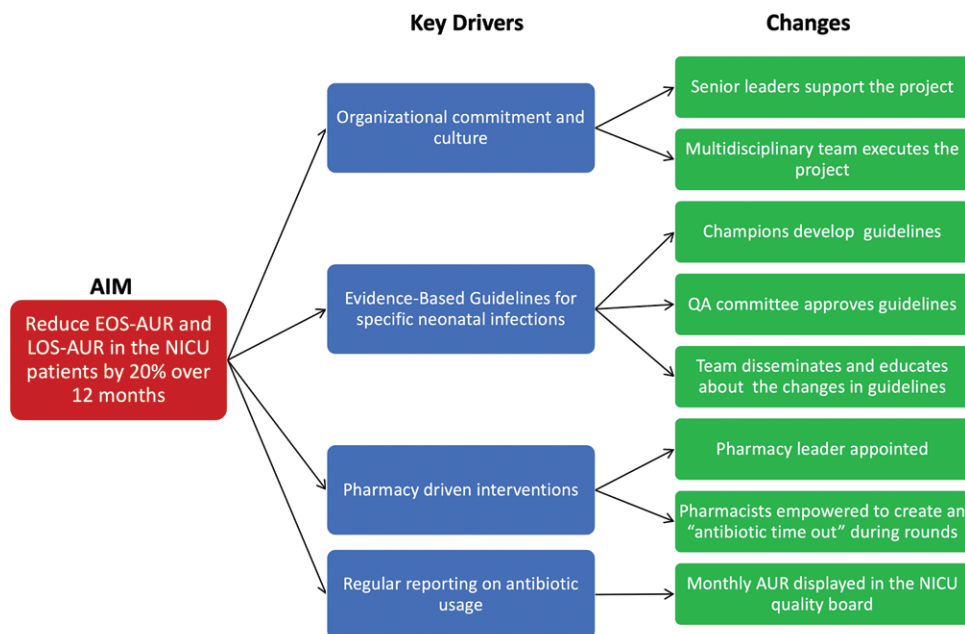 Key Drivers
Changes
AIM
Reduce EOS-AUR and
LOS-AUR in the NICU
patients by 20% over
12 months
Organizational commitment and
culture
Senior leaders support the project
Multidisciplinary team executes the
project
Evidence-Based Guidelines for
specific neonatal infections
Champions develop guidelines
QA committee approves guidelines
Team disseminates and educates
about the changes in guidelines
Pharmacy driven interventions
Pharmacy leader appointed
Pharmacists empowered to create an
“antibiotic time out” during rounds
Regular reporting on antibiotic
usage
Monthly AUR displayed in the NICU
quality board